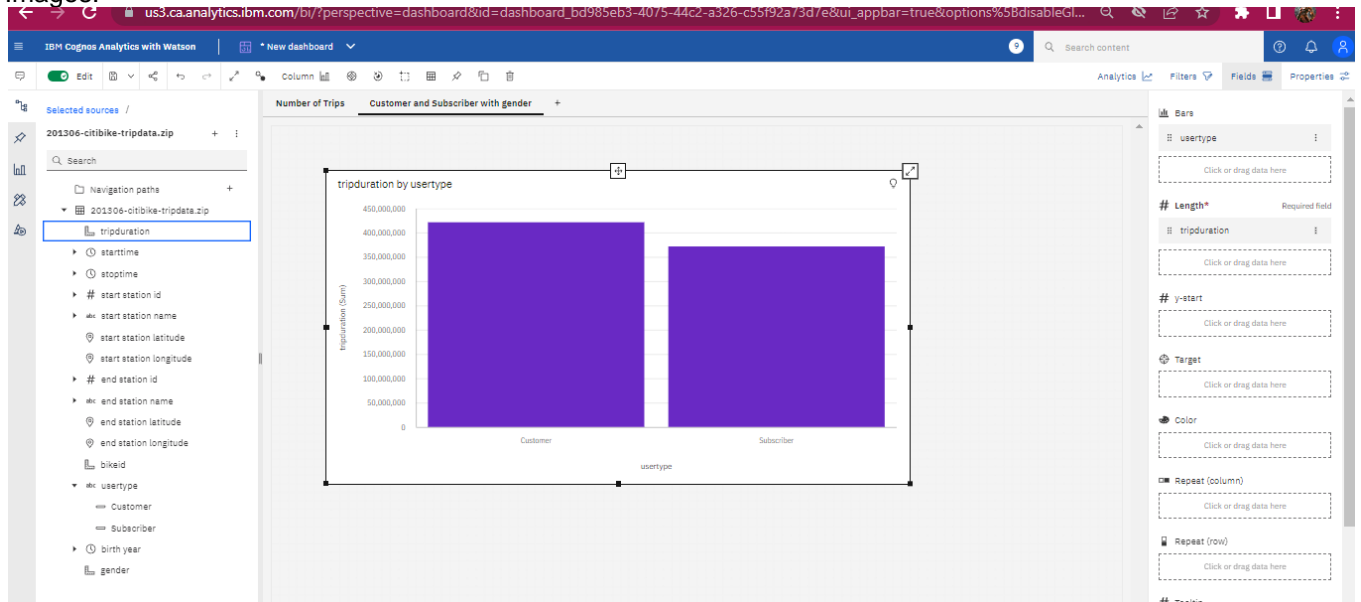 images.
us3.ca.analytics.ibm.com/bi/?perspective=dashboard&id=dashboard_bd985eb3-4075-44c2-a326-c55f92a73d7e&ui_appbar=true&options%5BdisableGl...
IBM Cognos Analytics with Watson
* New dashboard
9
Search content
Edit
Column
Analytics
Filters
Fields
Properties
Selected sources /
201306-citibike-tripdata.zip
Search
Navigation paths
201306-citibike-tripdata.zip
tripduration
starttime
stoptime
# start station id
abc start station name
start station latitude
start station longitude
# end station id
abc end station name
end station latitude
end station longitude
bikeid
abc usertype
Customer
Subscriber
birth year
gender
Number of Trips
Customer and Subscriber with gender
+
tripduration by usertype
tripduration (Sum)
450,000,000
400,000,000
350,000,000
300,000,000
250,000,000
200,000,000
150,000,000
100,000,000
50,000,000
0
Customer
Subscriber
usertype
Bars
usertype
Click or drag data here
# Length*
Required field
tripduration
Click or drag data here
# y-start
Click or drag data here
Target
Click or drag data here
Color
Click or drag data here
Repeat (column)
Click or drag data here
Repeat (row)
Click or drag data here